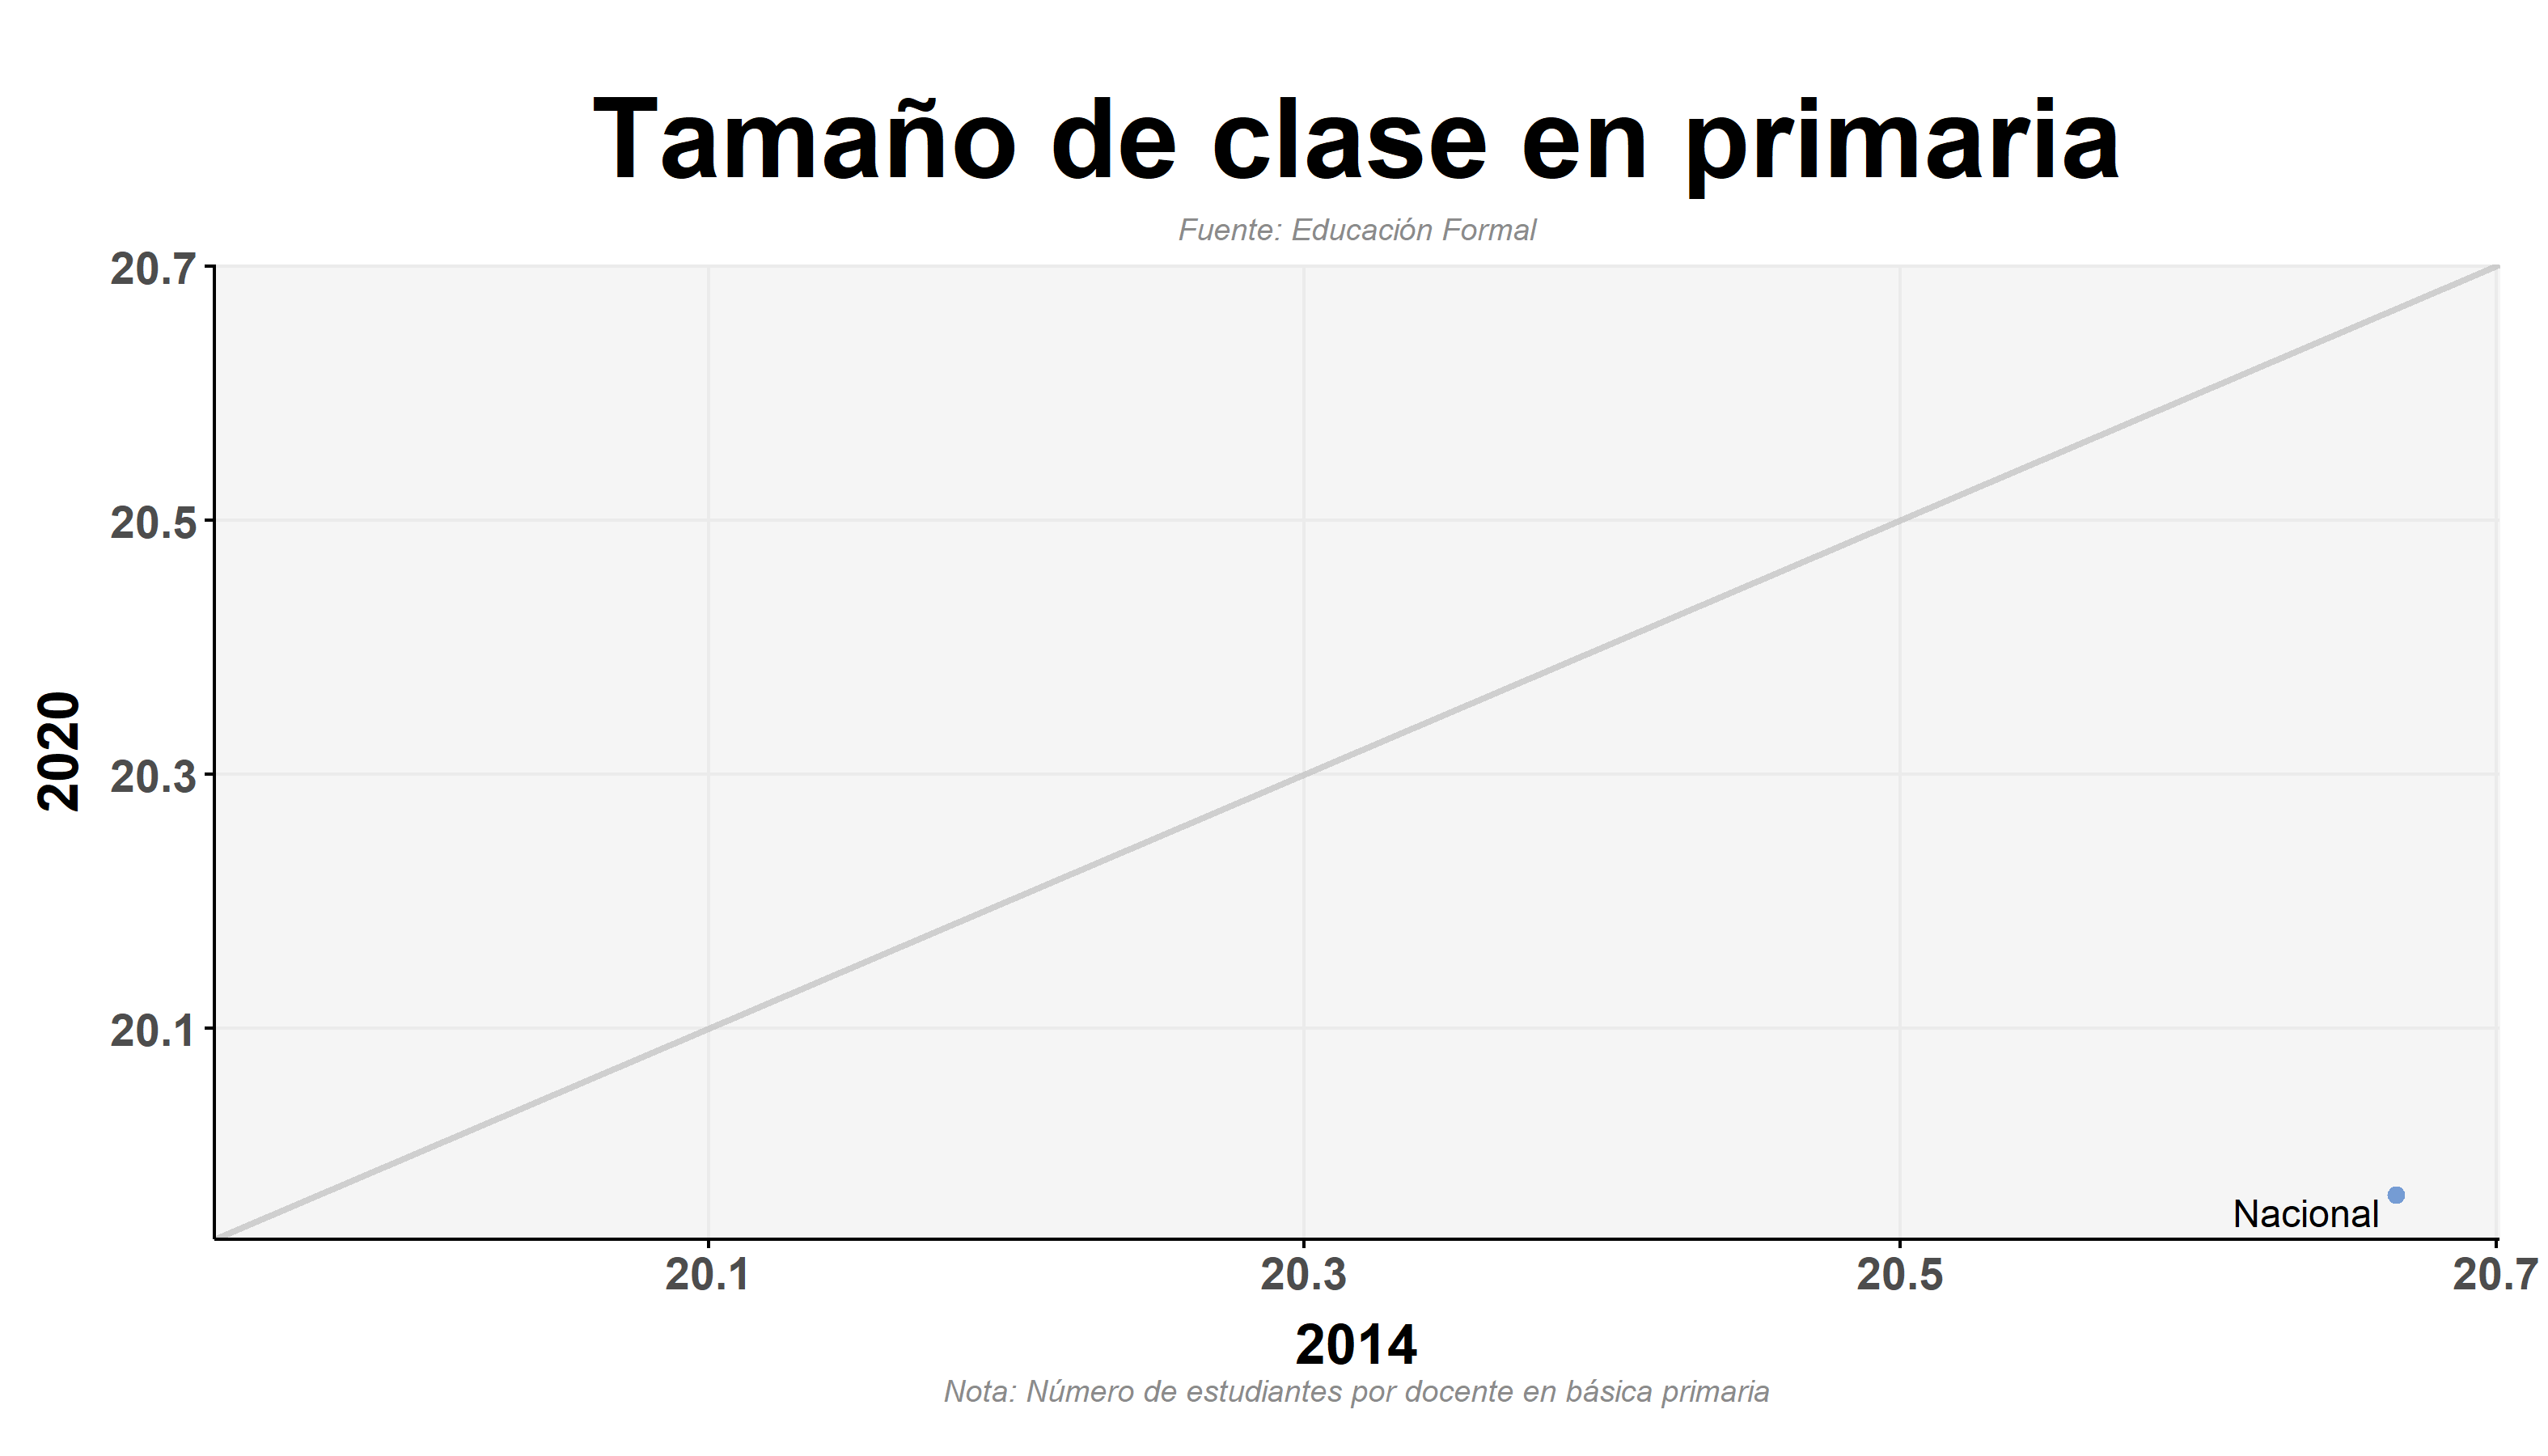 Tamaño de clase en primaria
Fuente: Educación Formal
20.7
20.5
20.3
20.1
2020
Nacional
20.1
20.3
20.5
20.7
2014
Nota: Número de estudiantes por docente en básica primaria